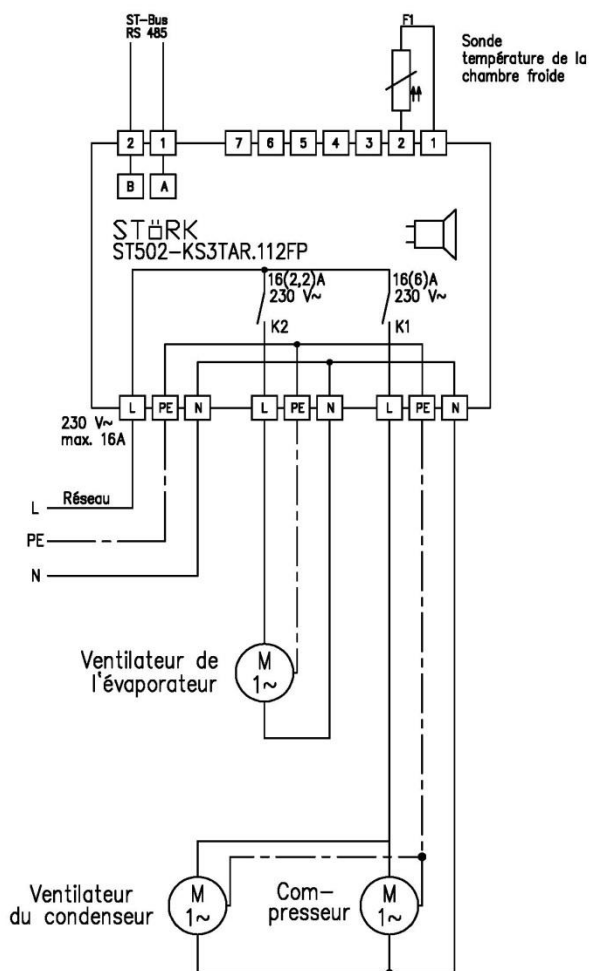 ST-Bus
RS 485
F1
Sonde
température de la
chambre froide
2 1 7 6 5 4 3 2 1
B A
STÖRK
ST502-KS3TAR.112FP
16(2,2)A
230 V~
K2
16(6)A
230 V~
K1
L PE N L PE N L PE N
230 V~
max. 16A
L Réseau
PE
N
Ventilateur de
l'évaporateur
M
1~
Ventilateur
du condenseur
M
1~
Com-
presseur
M
1~